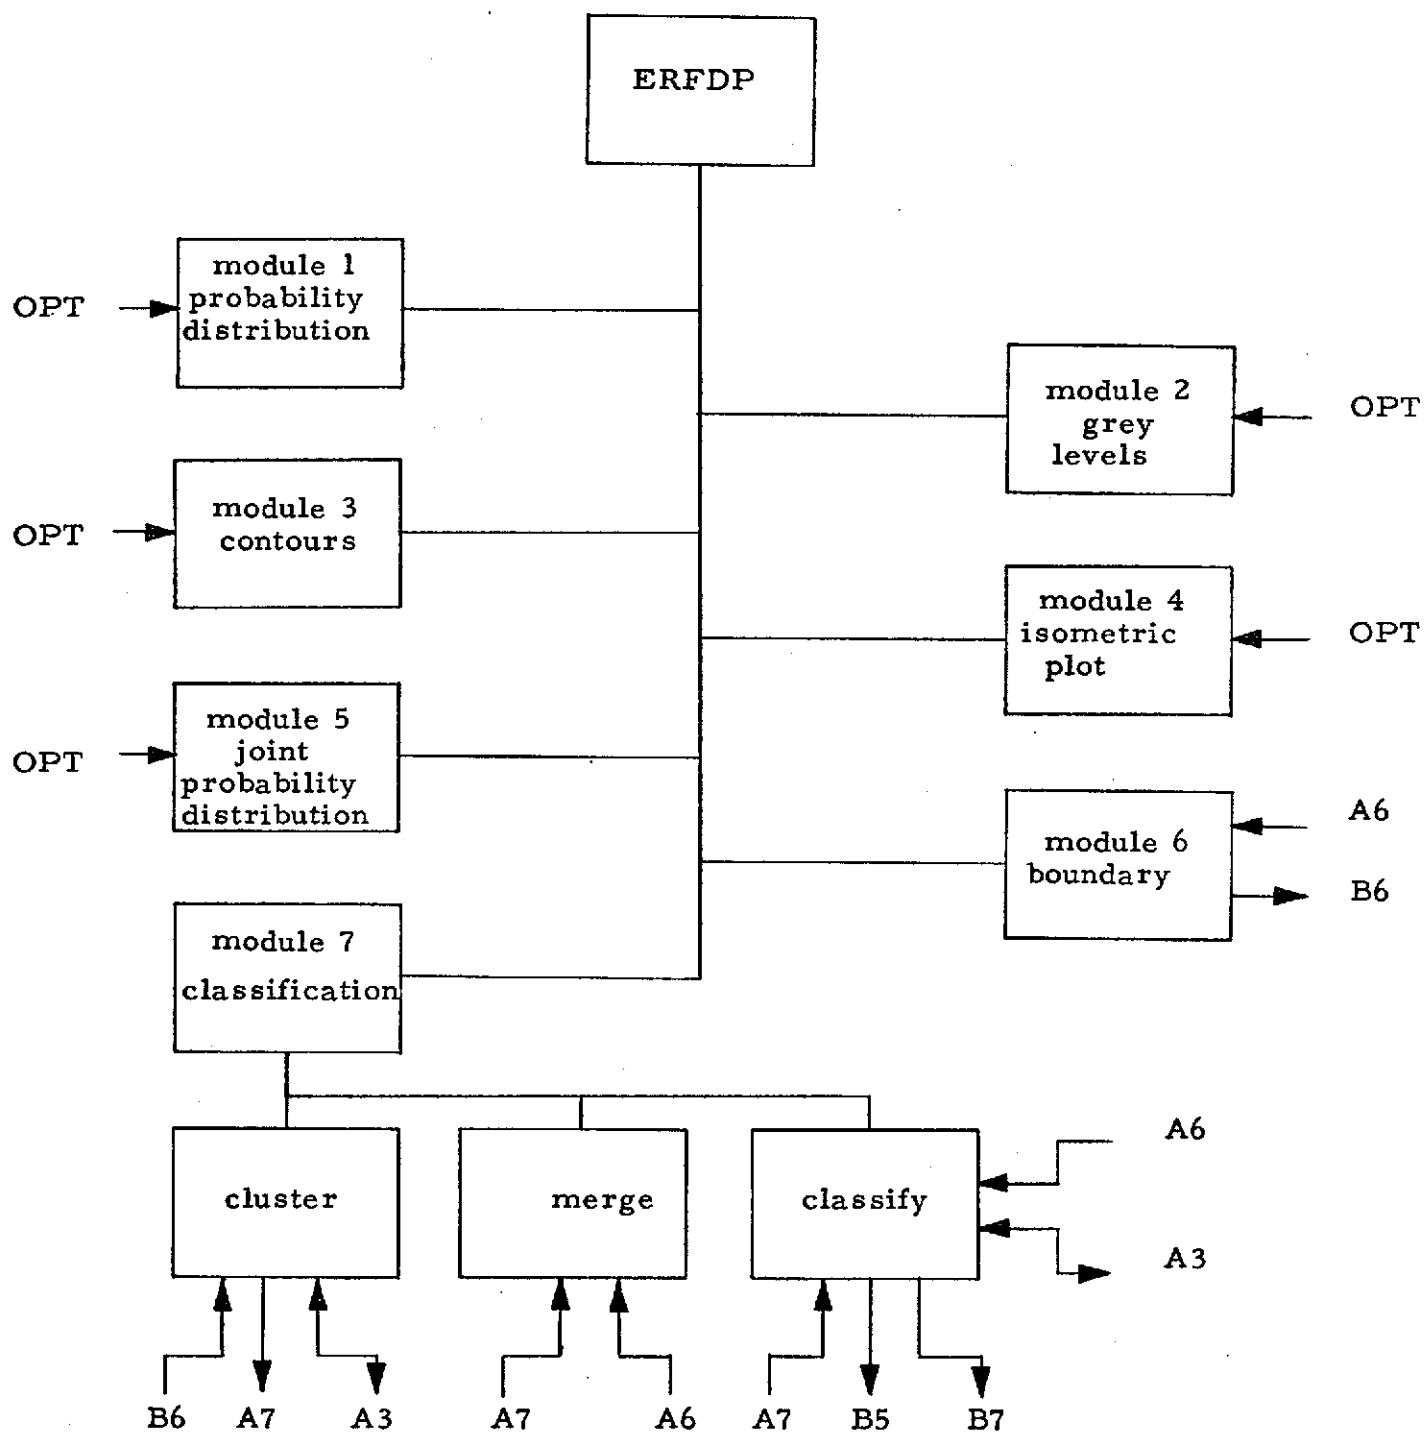 ERFDP
OPT
module 1
probability
distribution
module 2
grey
levels
OPT
OPT
module 3
contours
module 4
isometric
plot
OPT
OPT
module 5
joint
probability
distribution
module 6
boundary
A6
B6
module 7
classification
cluster
merge
classify
A6
A3
B6
A7
A3
A7
A6
A7
B5
B7